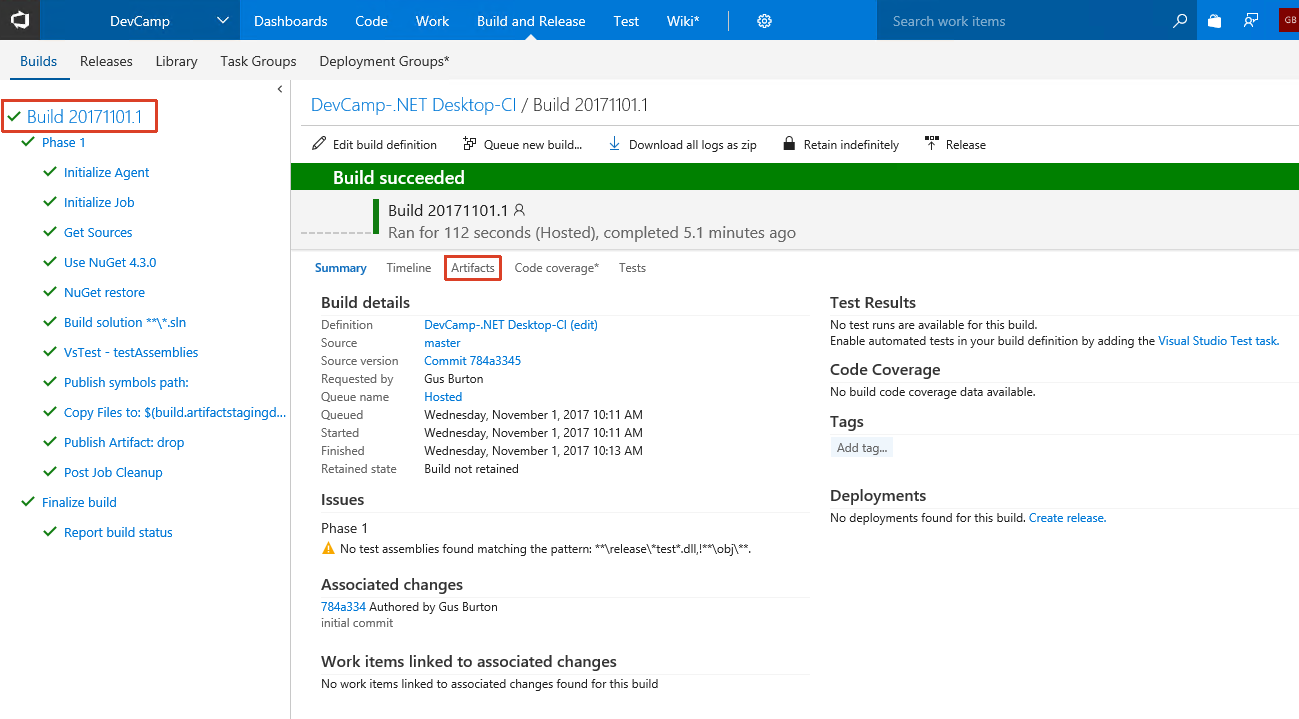 DevCamp
Dashboards Code Work Build and Release Test Wiki*
Search work items
GB
Builds Releases Library Task Groups Deployment Groups*
Build 20171101.1
Phase 1
Initialize Agent
Initialize Job
Get Sources
Use NuGet 4.3.0
NuGet restore
Build solution **\*.sln
VsTest - testAssemblies
Publish symbols path:
Copy Files to: $(build.artifactstagingd...
Publish Artifact: drop
Post Job Cleanup
Finalize build
Report build status
DevCamp-.NET Desktop-CI / Build 20171101.1
Edit build definition Queue new build... Download all logs as zip Retain indefinitely Release
Build succeeded
Build 20171101.1
Ran for 112 seconds (Hosted), completed 5.1 minutes ago
Summary Timeline Artifacts Code coverage* Tests
Build details
Definition DevCamp-.NET Desktop-CI (edit)
Source master
Source version Commit 784a3345
Requested by Gus Burton
Queue name Hosted
Queued Wednesday, November 1, 2017 10:11 AM
Started Wednesday, November 1, 2017 10:11 AM
Finished Wednesday, November 1, 2017 10:13 AM
Retained state Build not retained
Issues
Phase 1
No test assemblies found matching the pattern: **\release\*test*.dll,!**\obj\**.
Associated changes
784a334 Authored by Gus Burton
initial commit
Work items linked to associated changes
No work items linked to associated changes found for this build
Test Results
No test runs are available for this build.
Enable automated tests in your build definition by adding the Visual Studio Test task.
Code Coverage
No build code coverage data available.
Tags
Add tag...
Deployments
No deployments found for this build. Create release.